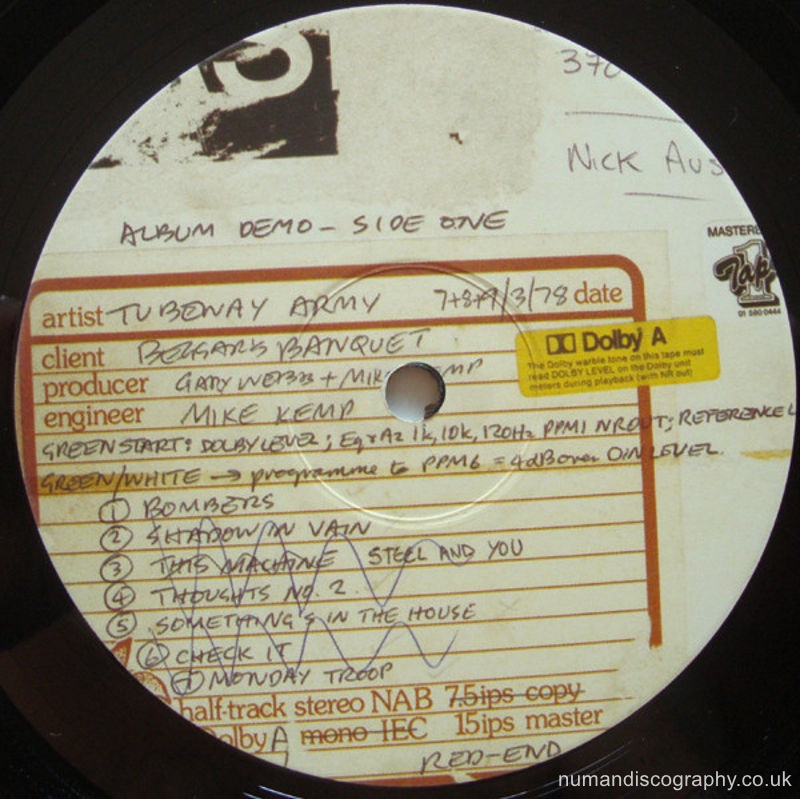 370
NICK AUS
ALBUM DEMO - SIDE ONE
MASTERE
Tape 1
01 580 0444
artist TUBEWAY ARMY 7+8+9/3/78 date
client BEGGARS BANQUET
producer GARY WEBB + MIKE KEMP
engineer MIKE KEMP
Dolby A
The Dolby warble tone on this tape must
read DOLBY LEVEL on the Dolby unit
meters during playback (with NR out)
GREEN START: DOLBY LEVEL; Eq + Az 1k, 10k, 120Hz PPM1 NR OUT; REFERENCE L
GREEN/WHITE → programme to PPM6 = 4dB over LEVEL.
① BOMBERS
② SHADOW IN VAIN
③ THIS MACHINE STEEL AND YOU
④ THOUGHTS NO. 2
⑤ SOMETHING'S IN THE HOUSE
⑥ CHECK IT
⑦ MONDAY TROOP
half-track stereo NAB 7.5ips copy
Dolby A mono IEC 15ips master
RED-END
numandiscography.co.uk